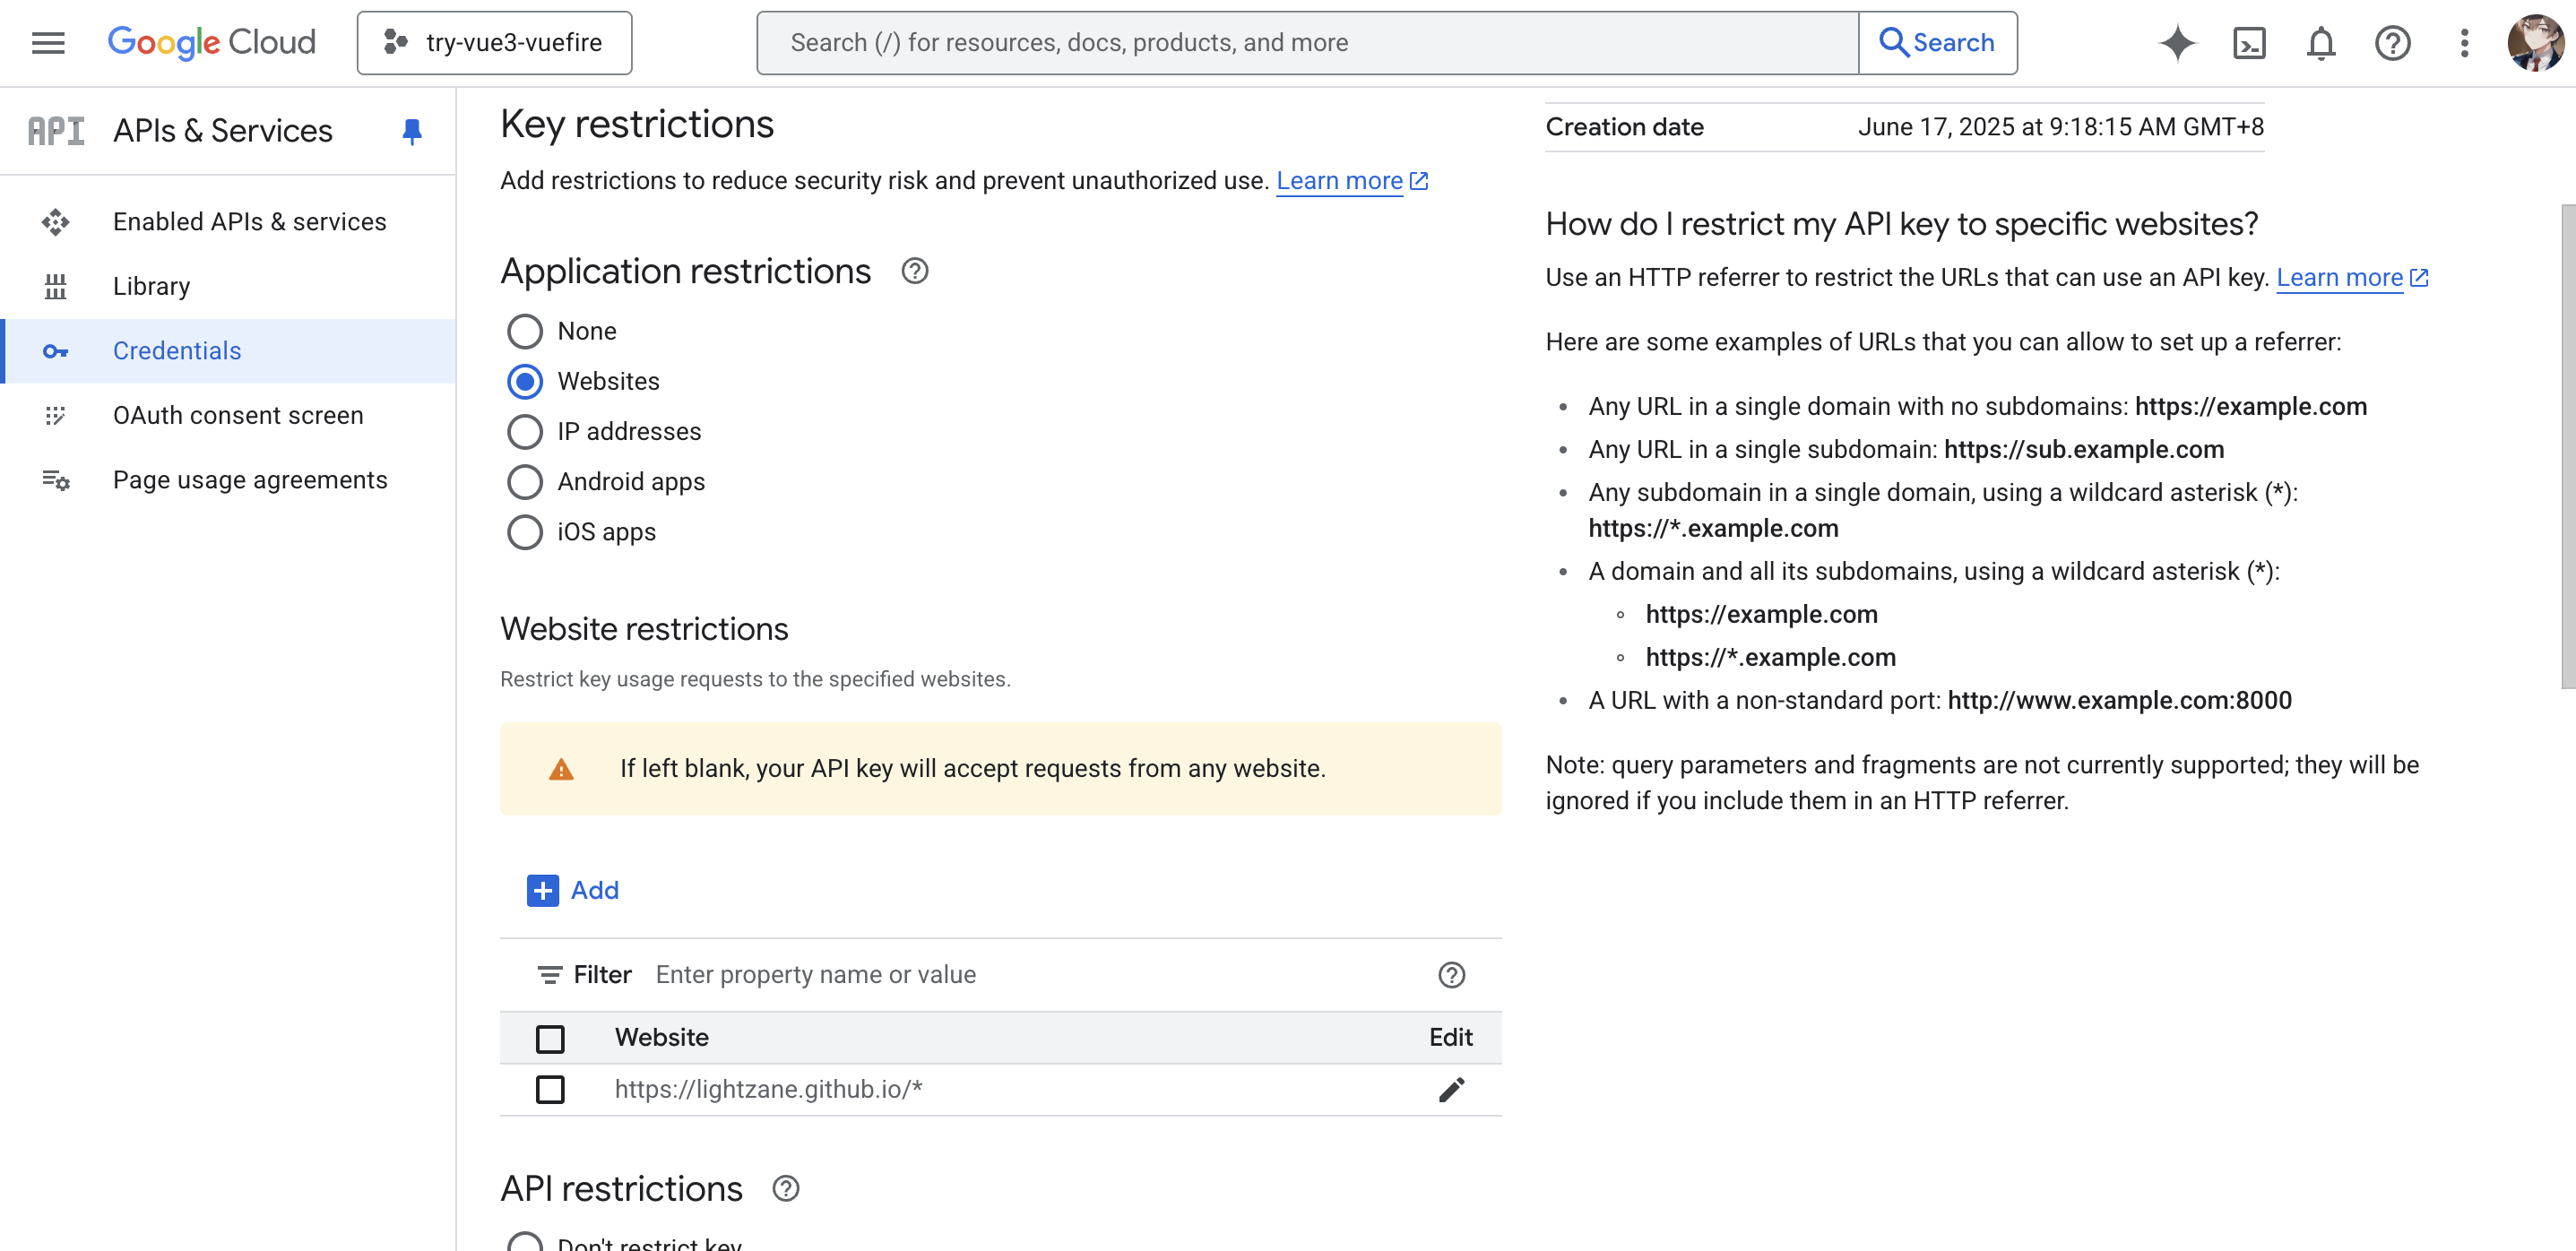 Google Cloud
try-vue3-vuefire
Search (/) for resources, docs, products, and more
Search
API
APIs & Services
Enabled APIs & services
Library
Credentials
OAuth consent screen
Page usage agreements
Key restrictions
Add restrictions to reduce security risk and prevent unauthorized use. Learn more
Application restrictions
None
Websites
IP addresses
Android apps
iOS apps
Website restrictions
Restrict key usage requests to the specified websites.
If left blank, your API key will accept requests from any website.
Add
Filter Enter property name or value
Website Edit
https://lightzane.github.io/*
API restrictions
Don't restrict key
Creation date June 17, 2025 at 9:18:15 AM GMT+8
How do I restrict my API key to specific websites?
Use an HTTP referrer to restrict the URLs that can use an API key. Learn more
Here are some examples of URLs that you can allow to set up a referrer:
• Any URL in a single domain with no subdomains: https://example.com
• Any URL in a single subdomain: https://sub.example.com
• Any subdomain in a single domain, using a wildcard asterisk (*):
https://*.example.com
• A domain and all its subdomains, using a wildcard asterisk (*):
◦ https://example.com
◦ https://*.example.com
• A URL with a non-standard port: http://www.example.com:8000
Note: query parameters and fragments are not currently supported; they will be
ignored if you include them in an HTTP referrer.